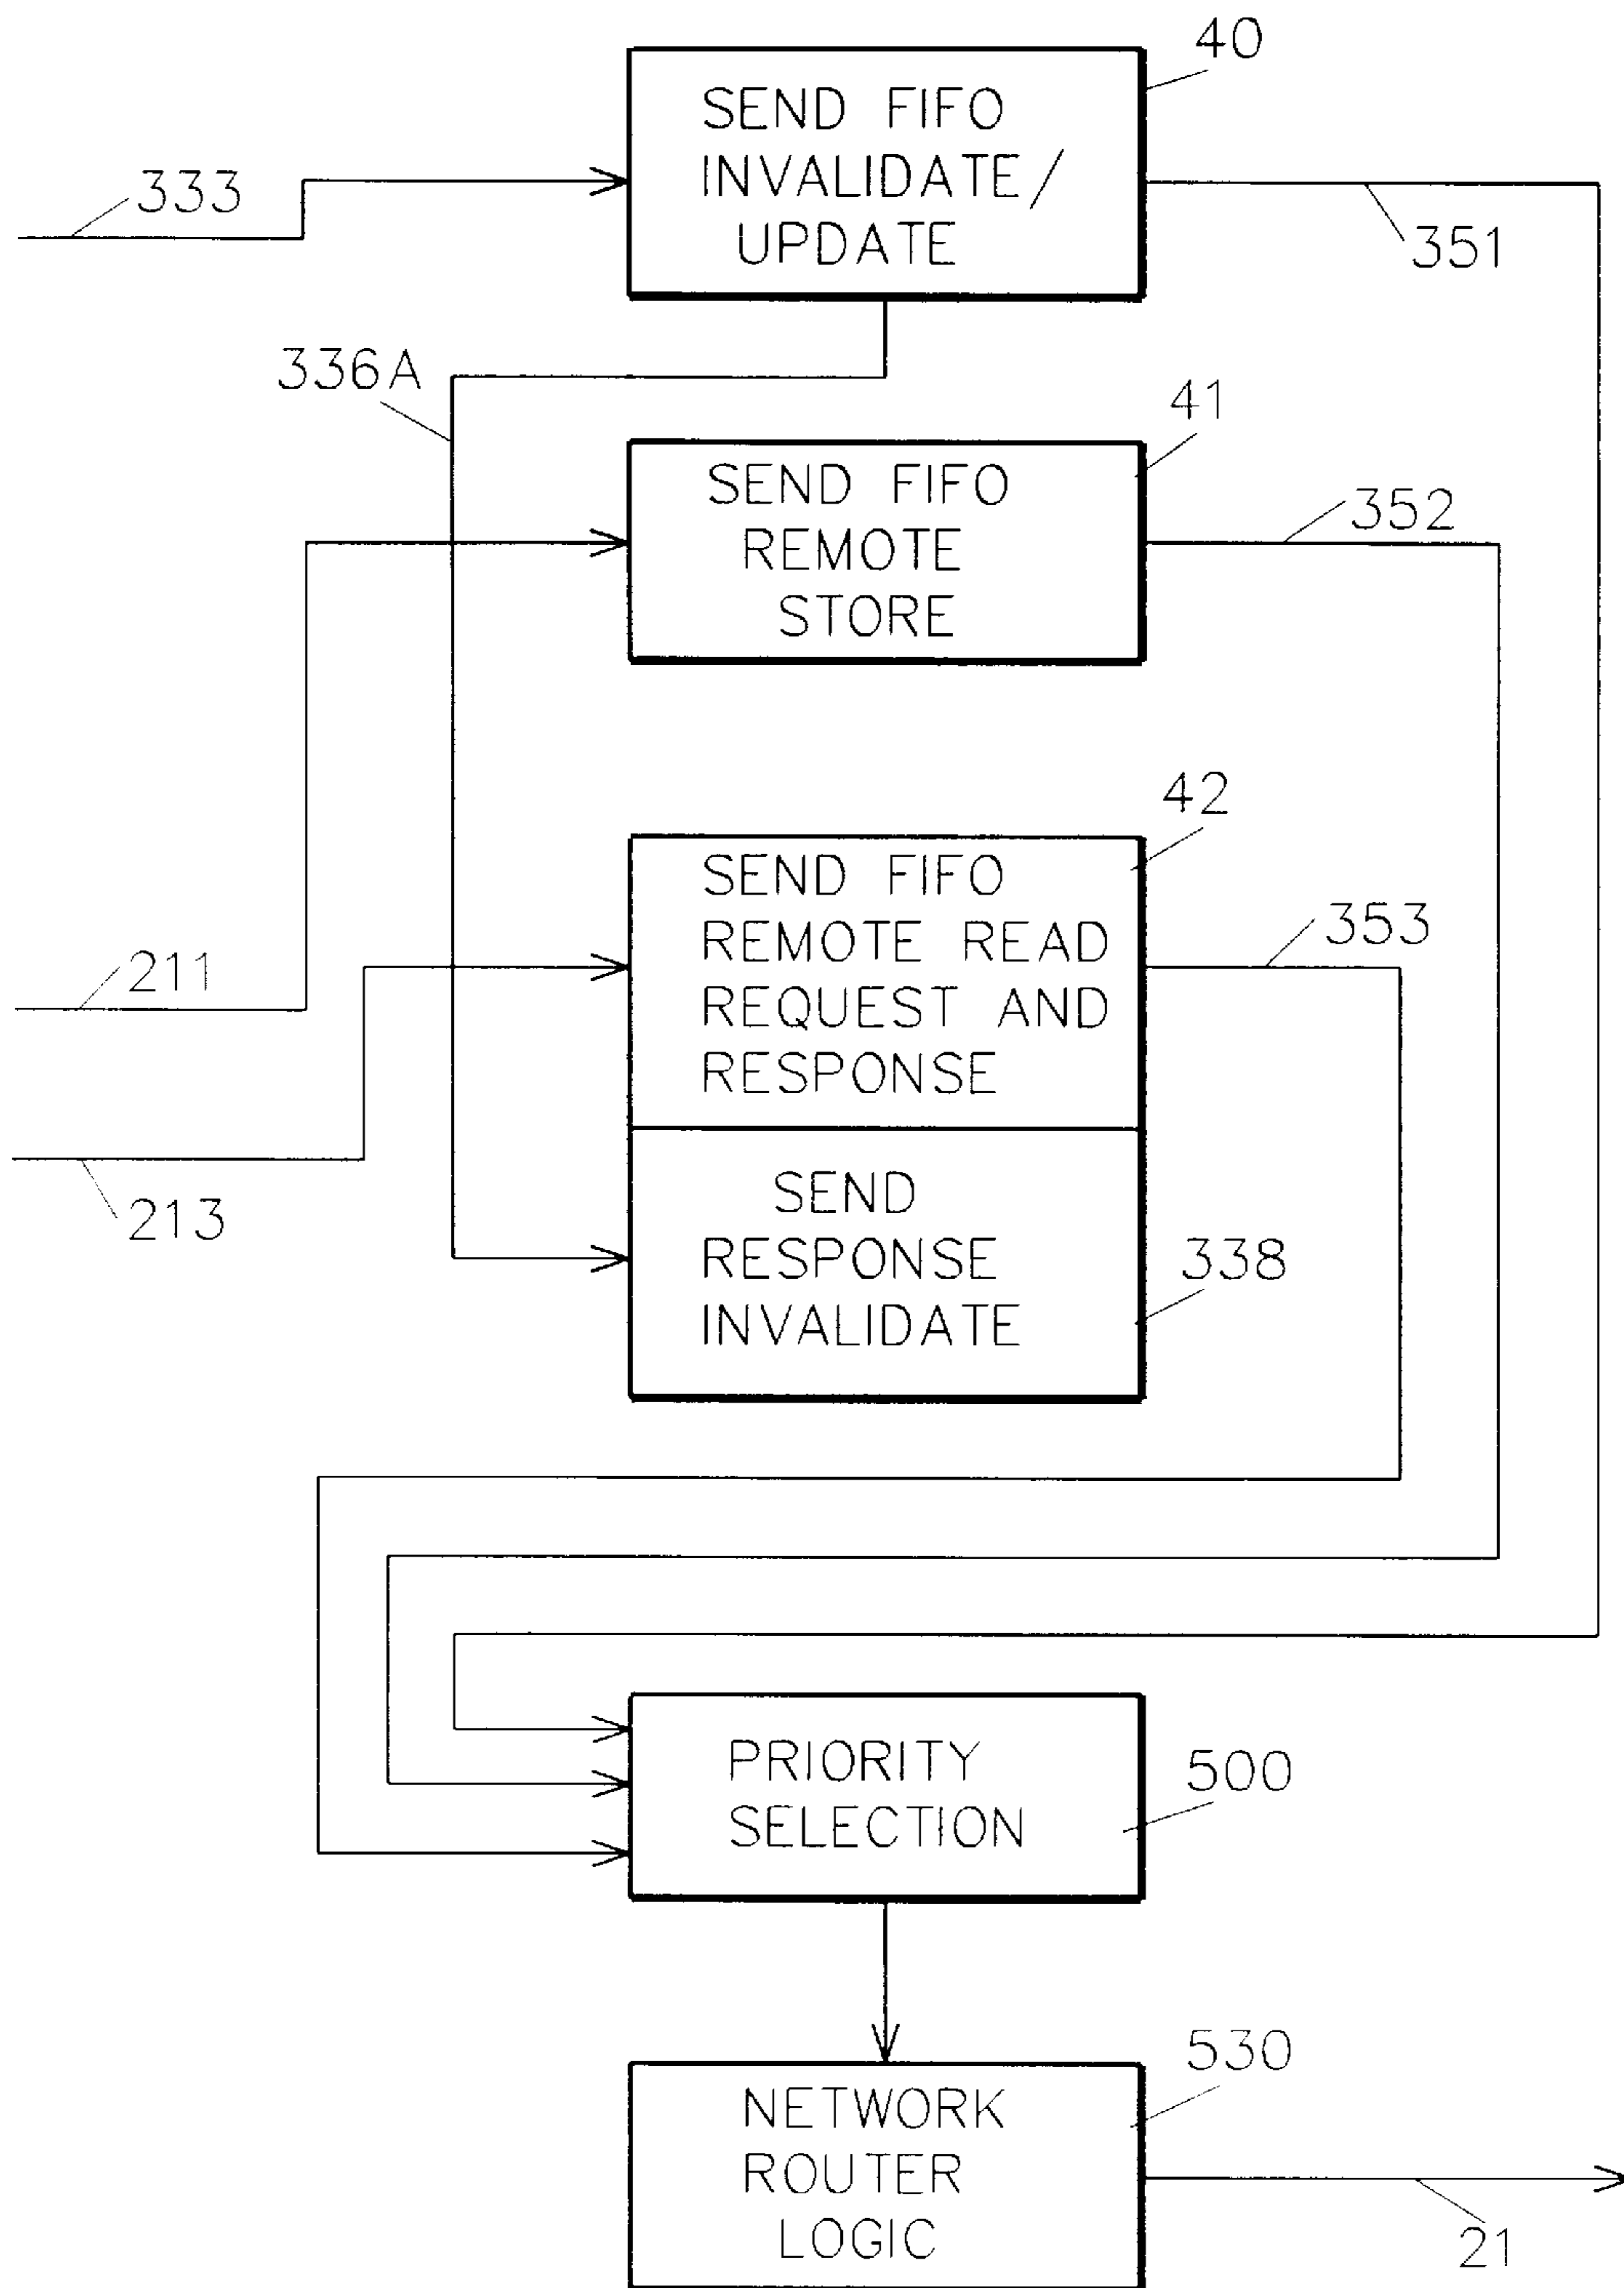 40
SEND FIFO
INVALIDATE/
UPDATE
333
351
336A
41
SEND FIFO
REMOTE
STORE
352
42
SEND FIFO
REMOTE READ
REQUEST AND
RESPONSE
353
211
213
SEND
RESPONSE
INVALIDATE
338
PRIORITY
SELECTION
500
530
NETWORK
ROUTER
LOGIC
21